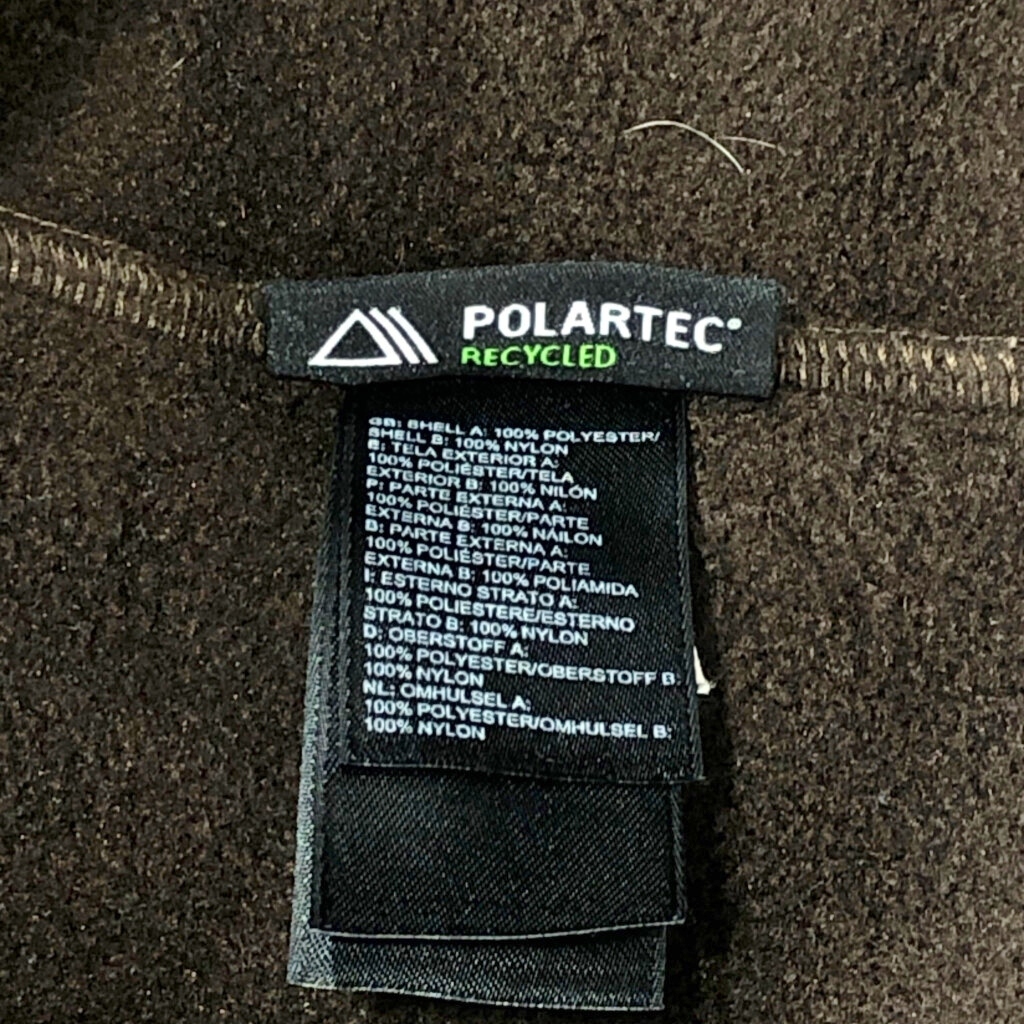 POLARTEC®
RECYCLED
GB: SHELL A: 100% POLYESTER/
SHELL B: 100% NYLON
E: TELA EXTERIOR A:
100% POLIÉSTER/TELA
EXTERIOR B: 100% NILÓN
P: PARTE EXTERNA A:
100% POLIÉSTER/PARTE
EXTERNA B: 100% NÁILON
B: PARTE EXTERNA A:
100% POLIÉSTER/PARTE
EXTERNA B: 100% POLIAMIDA
I: ESTERNO STRATO A:
100% POLIESTERE/ESTERNO
STRATO B: 100% NYLON
D: OBERSTOFF A:
100% POLYESTER/OBERSTOFF B:
100% NYLON
NL: OMHULSEL A:
100% POLYESTER/OMHULSEL B:
100% NYLON